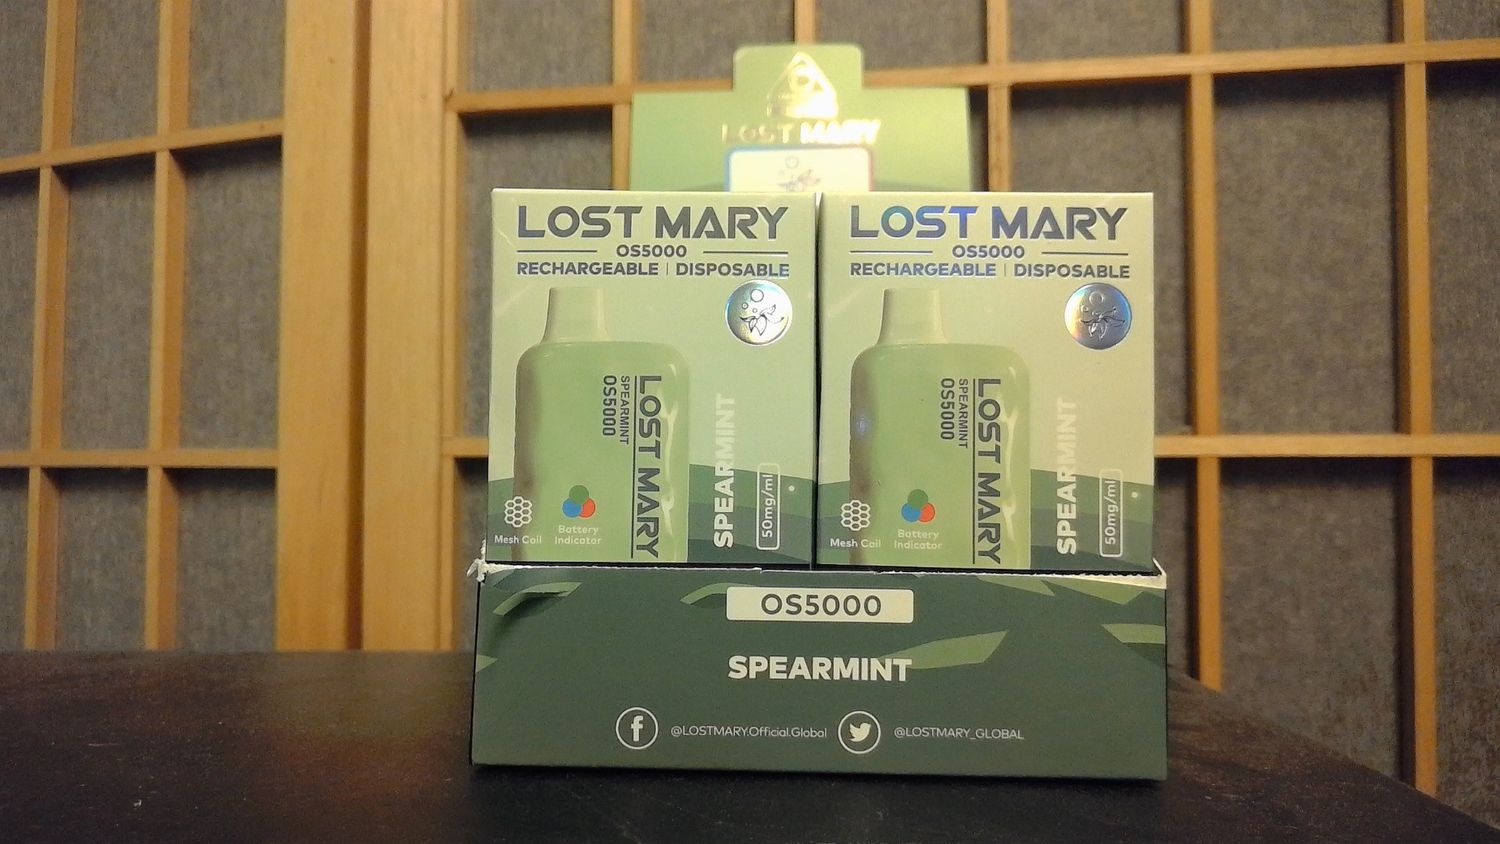 LOST MARY
LOST MARY
OS5000
RECHARGEABLE | DISPOSABLE
LOST MARY
SPEARMINT
OS5000
SPEARMINT
50mg/ml
Mesh Coil
Battery
Indicator
LOST MARY
OS5000
RECHARGEABLE | DISPOSABLE
LOST MARY
SPEARMINT
OS5000
SPEARMINT
50mg/ml
Mesh Coil
Battery
Indicator
OS5000
SPEARMINT
@LOSTMARY.Official.Global
@LOSTMARY_GLOBAL